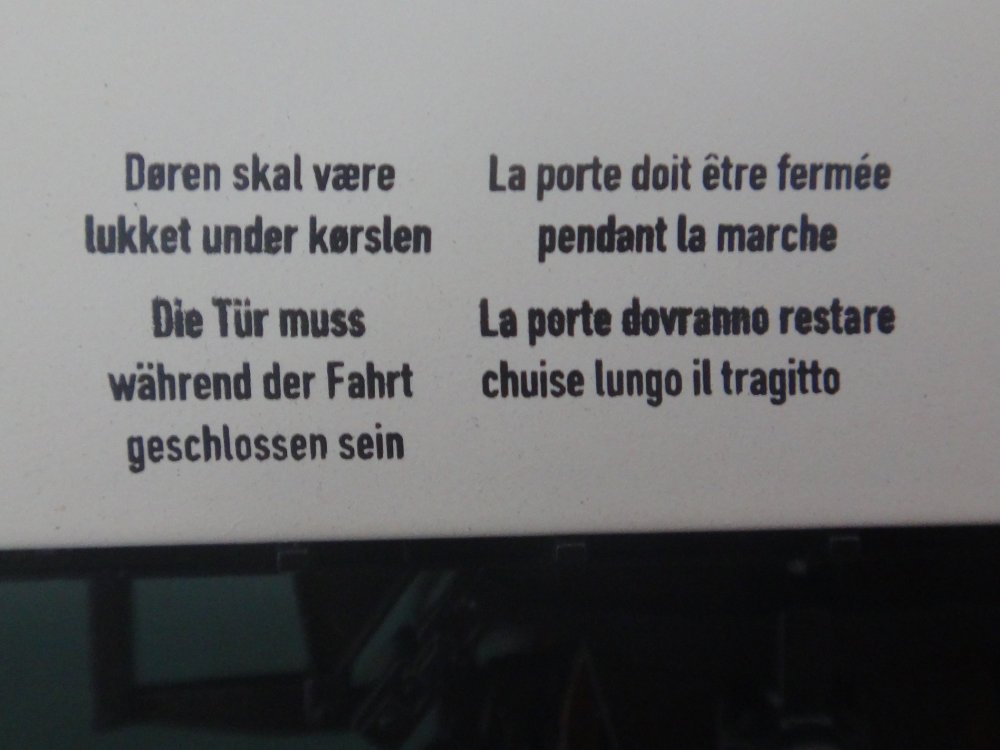 Døren skal være
lukket under kørslen
La porte doit être fermée
pendant la marche
Die Tür muss
während der Fahrt
geschlossen sein
La porte dovranno restare
chuise lungo il tragitto